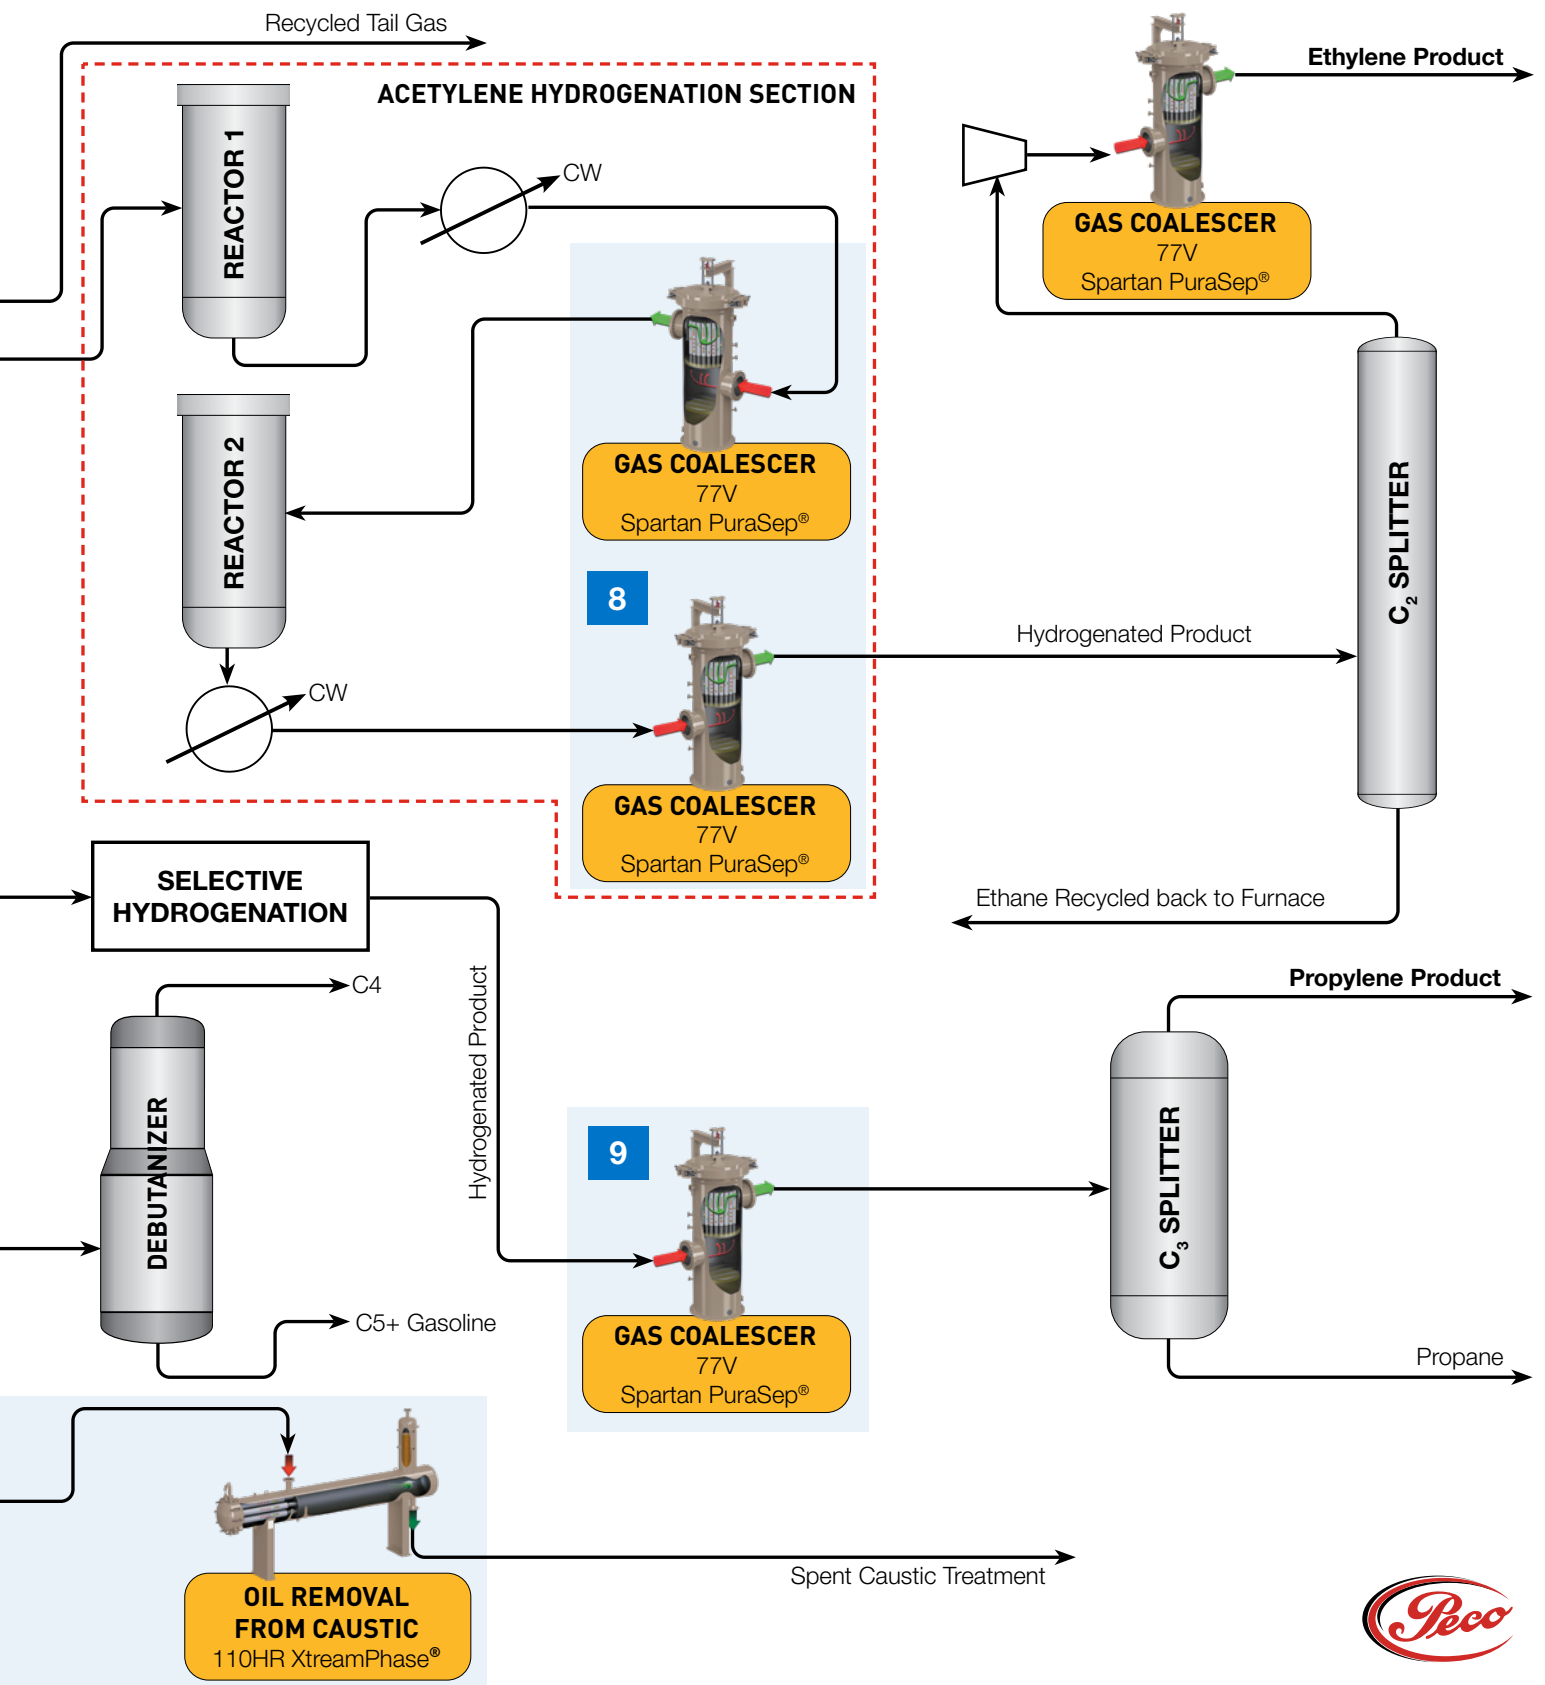 Recycled Tail Gas
Ethylene Product
ACETYLENE HYDROGENATION SECTION
REACTOR 1
CW
GAS COALESCER
77V
Spartan PuraSep®
GAS COALESCER
77V
Spartan PuraSep®
REACTOR 2
C2 SPLITTER
8
Hydrogenated Product
CW
GAS COALESCER
77V
Spartan PuraSep®
SELECTIVE
HYDROGENATION
Ethane Recycled back to Furnace
C4
Hydrogenated Product
Propylene Product
DEBUTANIZER
9
C3 SPLITTER
C5+ Gasoline
GAS COALESCER
77V
Spartan PuraSep®
Propane
Spent Caustic Treatment
OIL REMOVAL
FROM CAUSTIC
110HR XtreamPhase®
Peco